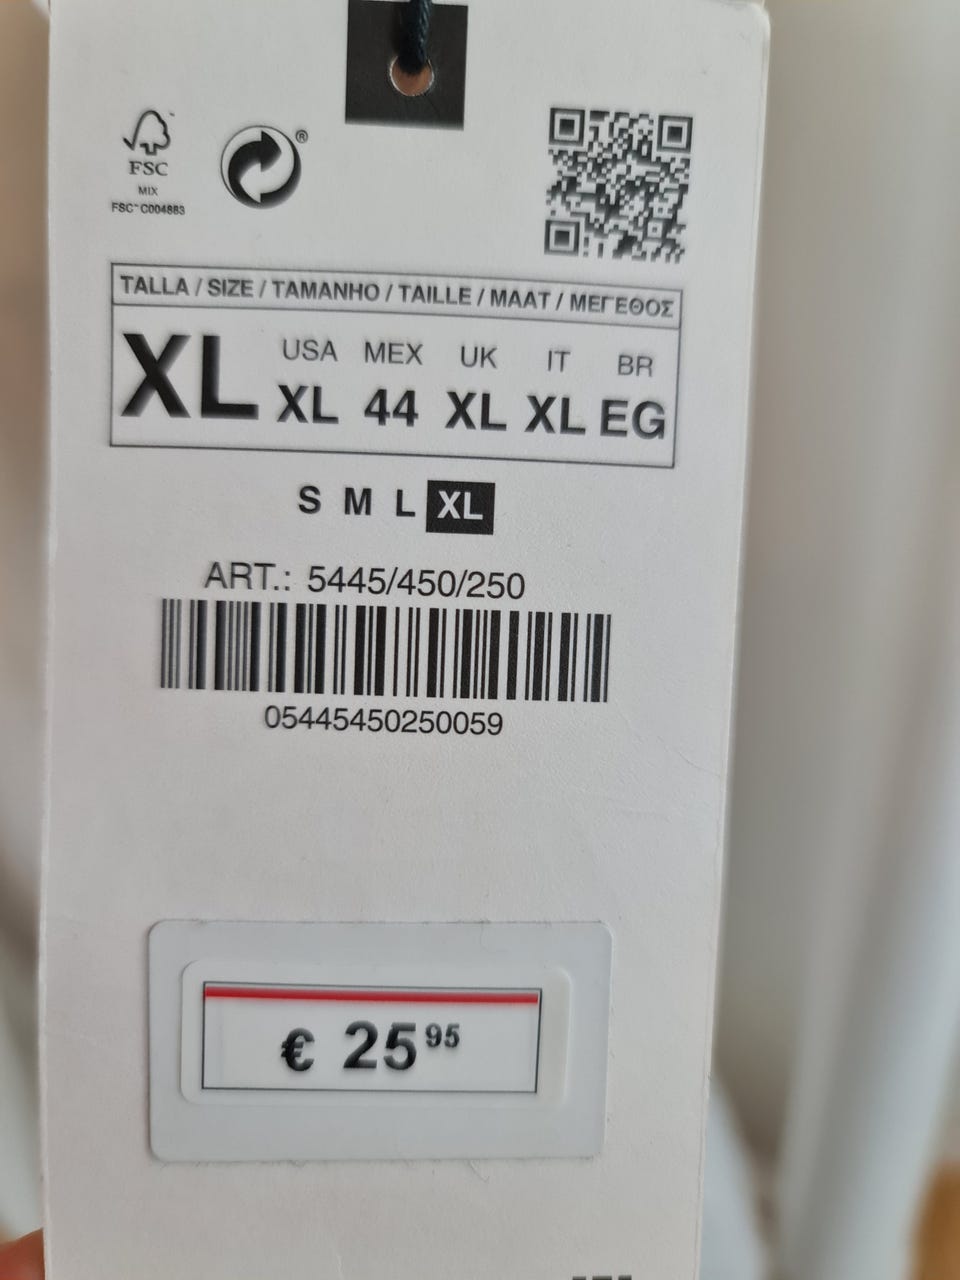 FSC
MIX
FSC™ C004883
®
TALLA / SIZE / TAMANHO / TAILLE / MAAT / ΜΕΓΕΘΟΣ
XL
USA MEX UK IT BR
XL 44 XL XL EG
S M L XL
ART.: 5445/450/250
05445450250059
€ 25 95